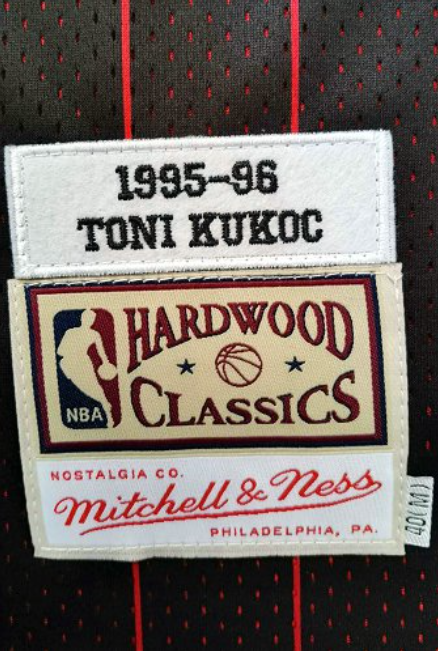 1995-96
TONI KUKOC
HARDWOOD
NBA
CLASSICS
NOSTALGIA CO.
Mitchell & Ness
PHILADELPHIA, PA.
40(M)